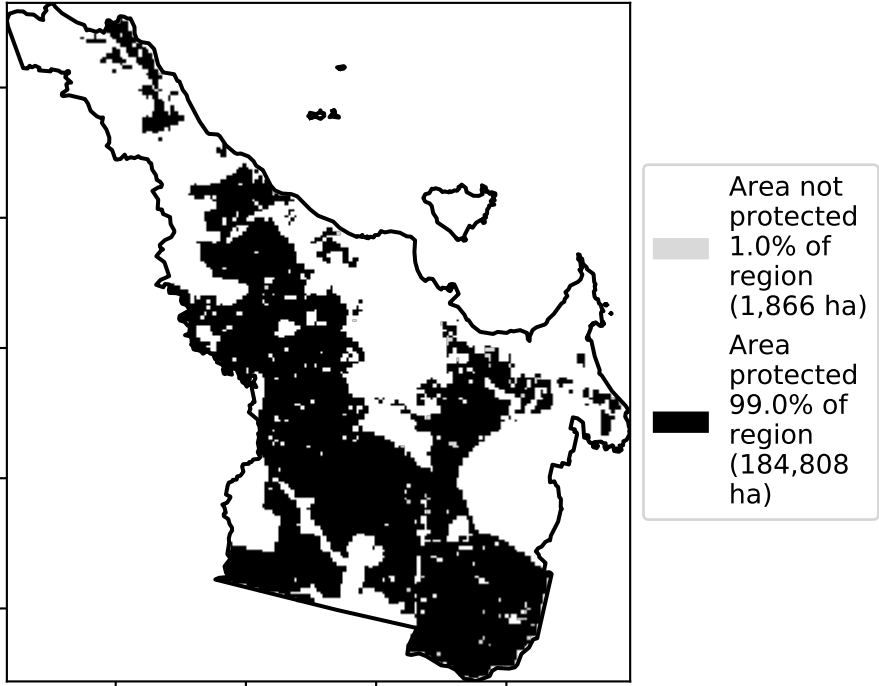 Area not
protected
1.0% of
region
(1,866 ha)
Area
protected
99.0% of
region
(184,808
ha)